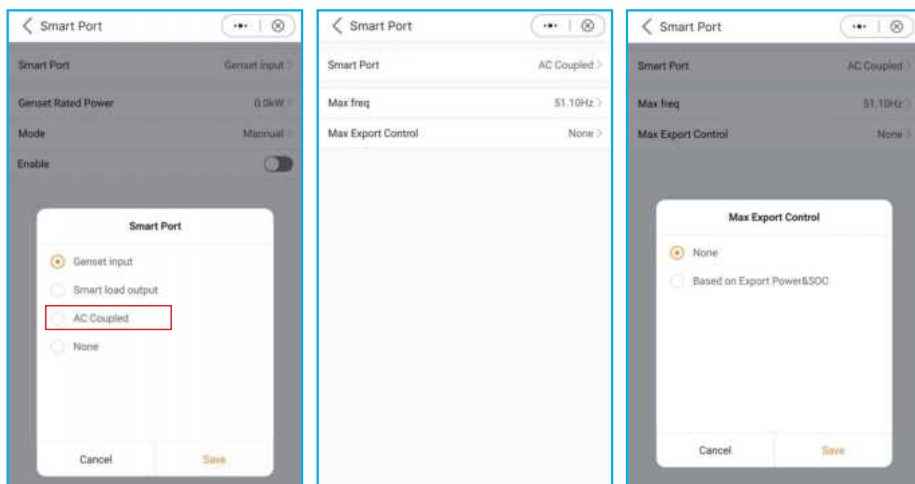 Smart Port
Smart Port Genset input >
Genset Rated Power 0.0kW >
Mode Mannual >
Enable
Smart Port
Genset input
Smart load output
AC Coupled
None
Cancel Save
Smart Port
Smart Port AC Coupled >
Max freq 51.10Hz >
Max Export Control None >
Smart Port
Smart Port AC Coupled >
Max freq 51.10Hz >
Max Export Control None >
Max Export Control
None
Based on Export Power&SOC
Cancel Save